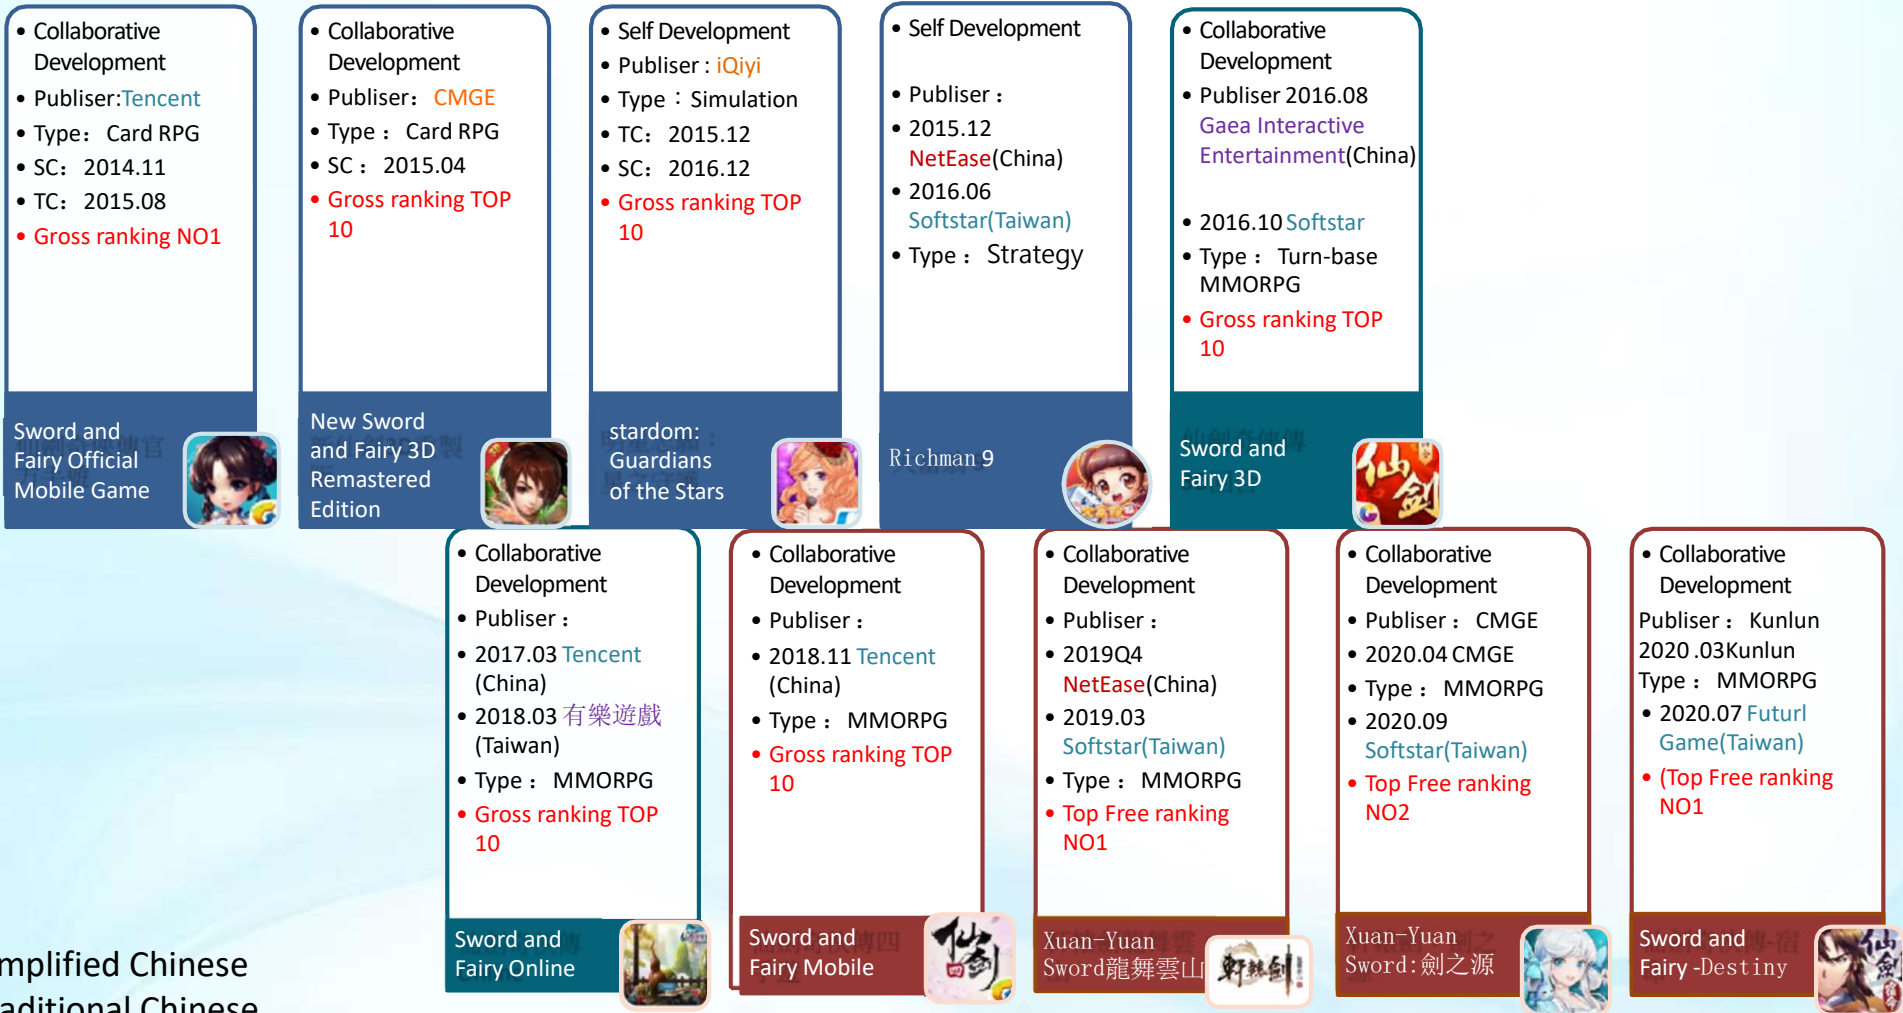 • Collaborative
Development
• Publiser:Tencent
• Type：Card RPG
• SC：2014.11
• TC：2015.08
• Gross ranking NO1
Sword and
Fairy Official
Mobile Game
• Collaborative
Development
• Publiser：CMGE
• Type：Card RPG
• SC：2015.04
• Gross ranking TOP
10
New Sword
and Fairy 3D
Remastered
Edition
• Self Development
• Publiser : iQiyi
• Type：Simulation
• TC：2015.12
• SC：2016.12
• Gross ranking TOP
10
stardom:
Guardians
of the Stars
• Self Development
• Publiser：
• 2015.12
NetEase(China)
• 2016.06
Softstar(Taiwan)
• Type：Strategy
Richman9
• Collaborative
Development
• Publiser 2016.08
Gaea Interactive
Entertainment(China)
• 2016.10 Softstar
• Type：Turn-base
MMORPG
• Gross ranking TOP
10
Sword and
Fairy 3D
仙剑
• Collaborative
Development
• Publiser：
• 2017.03 Tencent
(China)
• 2018.03 有樂遊戲
(Taiwan)
• Type：MMORPG
• Gross ranking TOP
10
Sword and
Fairy Online
• Collaborative
Development
• Publiser：
• 2018.11 Tencent
(China)
• Type：MMORPG
• Gross ranking TOP
10
Sword and
Fairy Mobile
仙剑
四
• Collaborative
Development
• Publiser：
• 2019Q4
NetEase(China)
• 2019.03
Softstar(Taiwan)
• Type：MMORPG
• Top Free ranking
NO1
Xuan-Yuan
Sword龍舞雲山
軒轅劍
• Collaborative
Development
• Publiser：CMGE
• 2020.04 CMGE
• Type：MMORPG
• 2020.09
Softstar(Taiwan)
• Top Free ranking
NO2
Xuan-Yuan
Sword:劍之源
• Collaborative
Development
Publiser：Kunlun
2020 .03Kunlun
Type：MMORPG
• 2020.07 Futurl
Game(Taiwan)
• (Top Free ranking
NO1
Sword and
Fairy -Destiny
仙劍
mplified Chinese
aditional Chinese